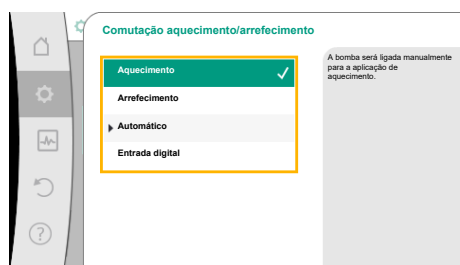 Comutação aquecimento/arrefecimento
Aquecimento
Arrefecimento
Automático
Entrada digital
A bomba será ligada manualmente
para a aplicação de
aquecimento.
?